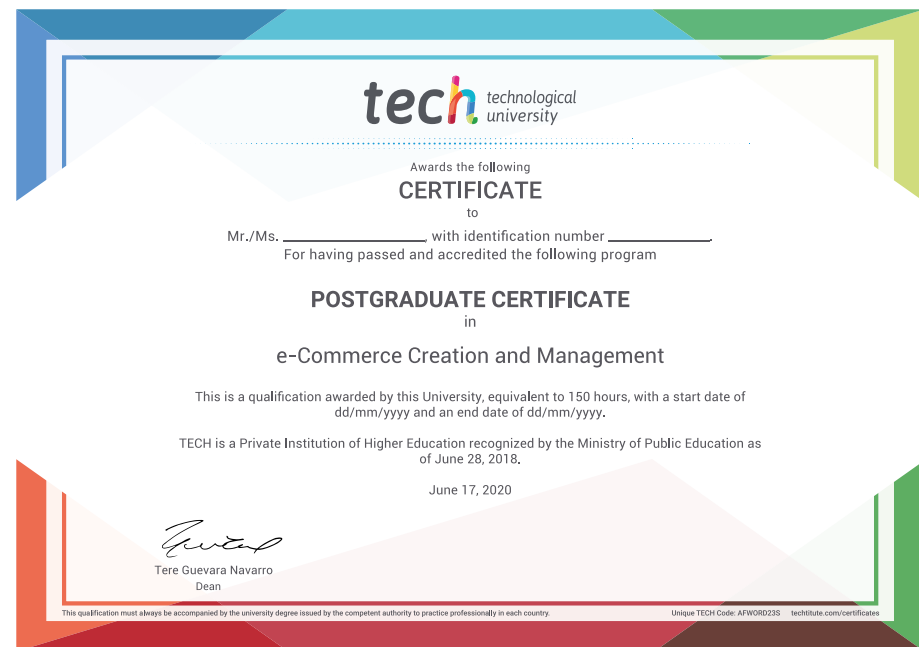 tech technological
university
Awards the following
CERTIFICATE
to
Mr./Ms. ____________________, with identification number ______________.
For having passed and accredited the following program
POSTGRADUATE CERTIFICATE
in
e-Commerce Creation and Management
This is a qualification awarded by this University, equivalent to 150 hours, with a start date of
dd/mm/yyyy and an end date of dd/mm/yyyy.
TECH is a Private Institution of Higher Education recognized by the Ministry of Public Education as
of June 28, 2018.
June 17, 2020
Tere Guevara Navarro
Dean
This qualification must always be accompanied by the university degree issued by the competent authority to practice professionally in each country.
Unique TECH Code: AFWORD23S techtitute.com/certificates